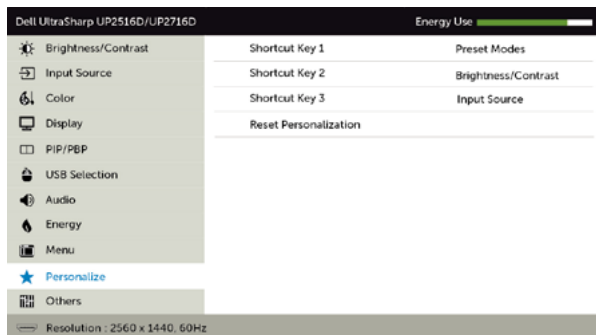 Dell UltraSharp UP2516D/UP2716D Energy Use
Brightness/Contrast Shortcut Key 1 Preset Modes
Input Source Shortcut Key 2 Brightness/Contrast
Color Shortcut Key 3 Input Source
Display Reset Personalization
PIP/PBP
USB Selection
Audio
Energy
Menu
Personalize
Others
Resolution : 2560 x 1440, 60Hz